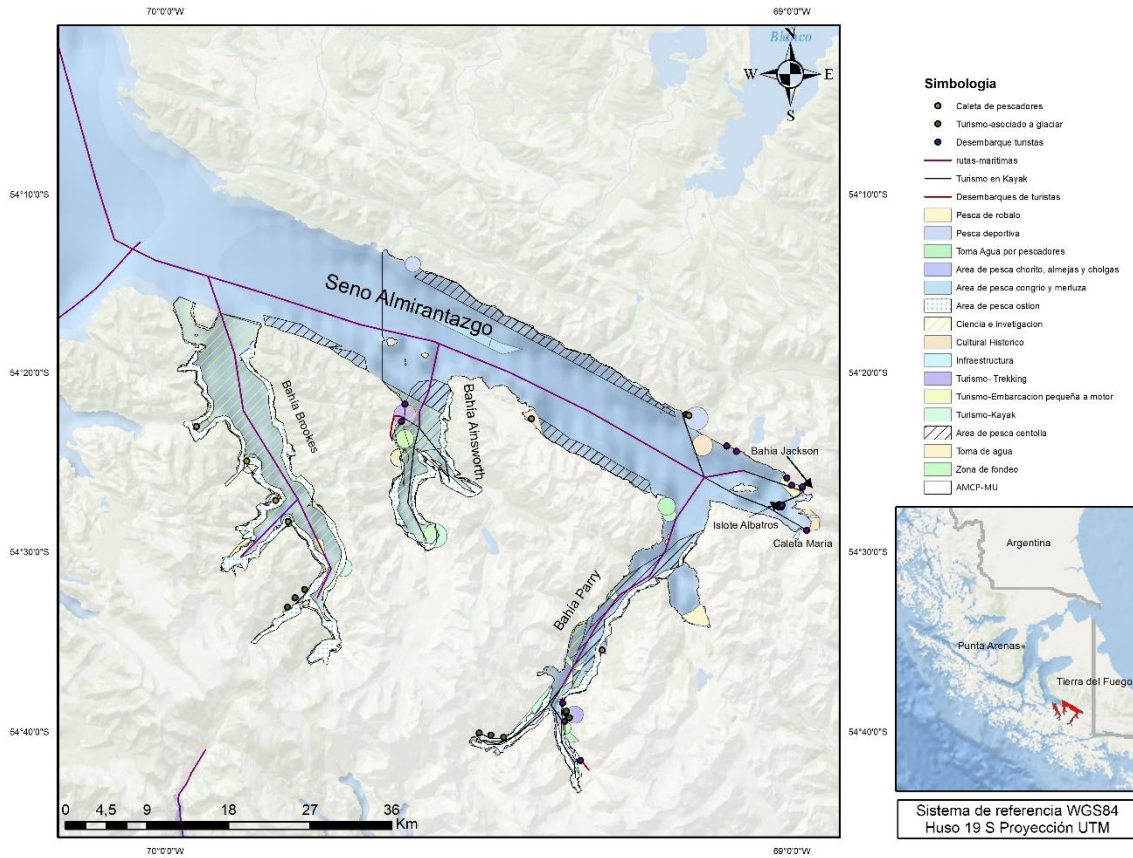 70°0'0"W
69°0'0"W
Blanco
N
W
E
S
54°10'0"S
54°10'0"S
Seno Almirantazgo
54°20'0"S
54°20'0"S
Bahía Brookes
Bahía Ainsworth
Bahia Jackson
Islote Albatros
Caleta Maria
54°30'0"S
54°30'0"S
Bahía Parry
54°40'0"S
54°40'0"S
0 4,5 9 18 27 36
Km
70°0'0"W
69°0'0"W
Simbología
Caleta de pescadores
Turismo-asociado a glaciar
Desembarque turistas
rutas-maritimas
Turismo en Kayak
Desembarques de turistas
Pesca de robalo
Pesca deportiva
Toma Agua por pescadores
Area de pesca chorito, almejas y cholgas
Area de pesca congrio y merluza
Area de pesca ostion
Ciencia e invetigacion
Cultural Historico
Infraestructura
Turismo- Trekking
Turismo-Embarcacion pequeña a motor
Turismo-Kayak
Area de pesca centolla
Toma de agua
Zona de fondeo
AMCP-MU
Argentina
Punta Arenas
Tierra del Fuego
Sistema de referencia WGS84
Huso 19 S Proyección UTM